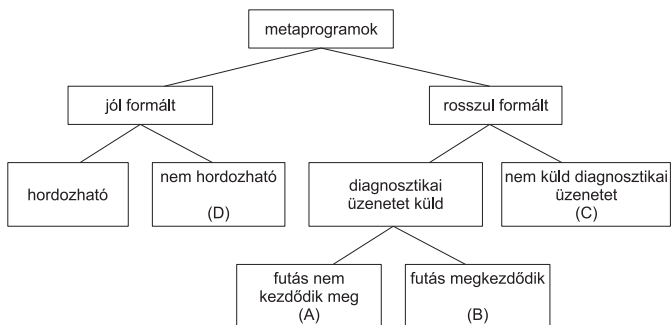 metaprogramok
jól formált
rosszul formált
hordozható
nem hordozható
(D)
diagnosztikai
üzenetet küld
nem küld diagnosztikai
üzenetet
(C)
futás nem
kezdődik meg
(A)
futás megkezdődik
(B)